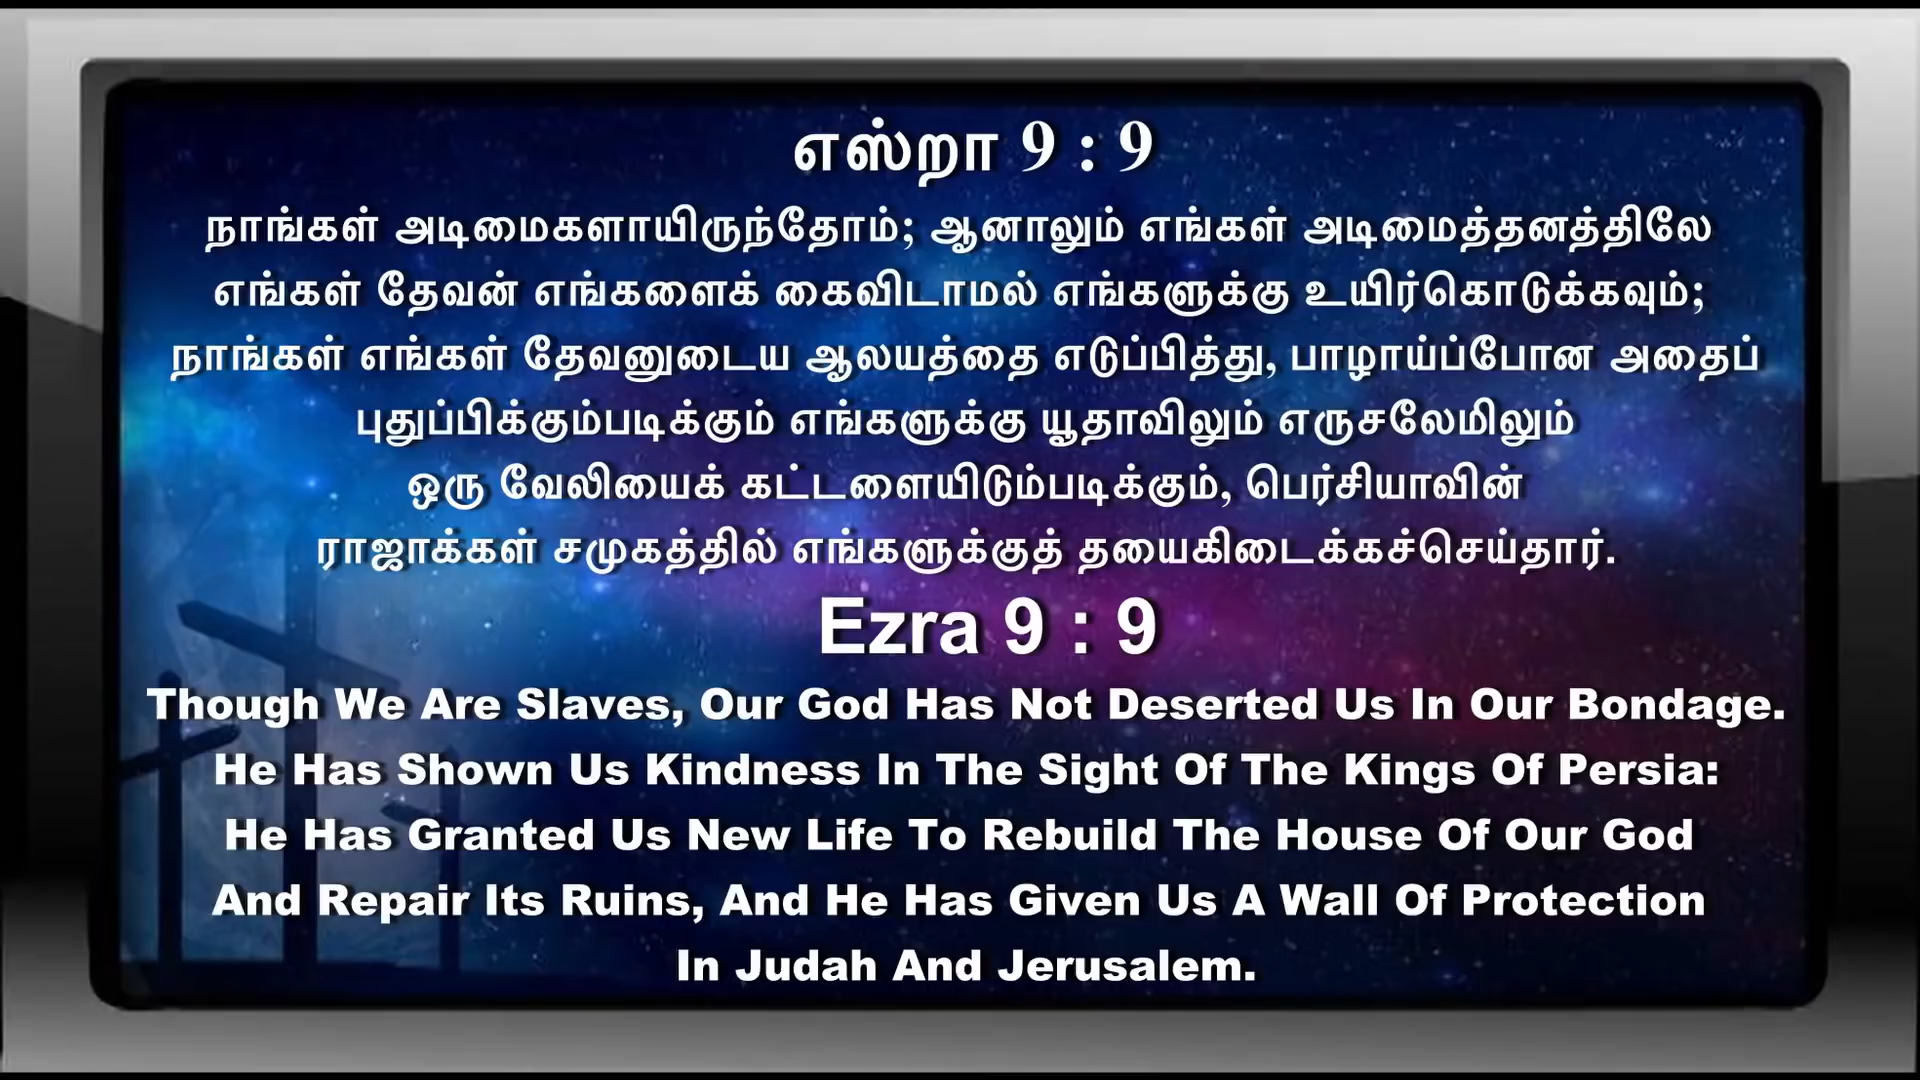 எஸ்றா 9 : 9
நாங்கள் அடிமைகளாயிருந்தோம்; ஆனாலும் எங்கள் அடிமைத்தனத்திலே
எங்கள் தேவன் எங்களைக் கைவிடாமல் எங்களுக்கு உயிர்கொடுக்கவும்;
நாங்கள் எங்கள் தேவனுடைய ஆலயத்தை எடுப்பித்து, பாழாய்ப்போன அதைப்
புதுப்பிக்கும்படிக்கும் எங்களுக்கு யூதாவிலும் எருசலேமிலும்
ஒரு வேலியைக் கட்டளையிடும்படிக்கும், பெர்சியாவின்
ராஜாக்கள் சமுகத்தில் எங்களுக்குத் தயைகிடைக்கச்செய்தார்.
Ezra 9 : 9
Though We Are Slaves, Our God Has Not Deserted Us In Our Bondage.
He Has Shown Us Kindness In The Sight Of The Kings Of Persia:
He Has Granted Us New Life To Rebuild The House Of Our God
And Repair Its Ruins, And He Has Given Us A Wall Of Protection
In Judah And Jerusalem.